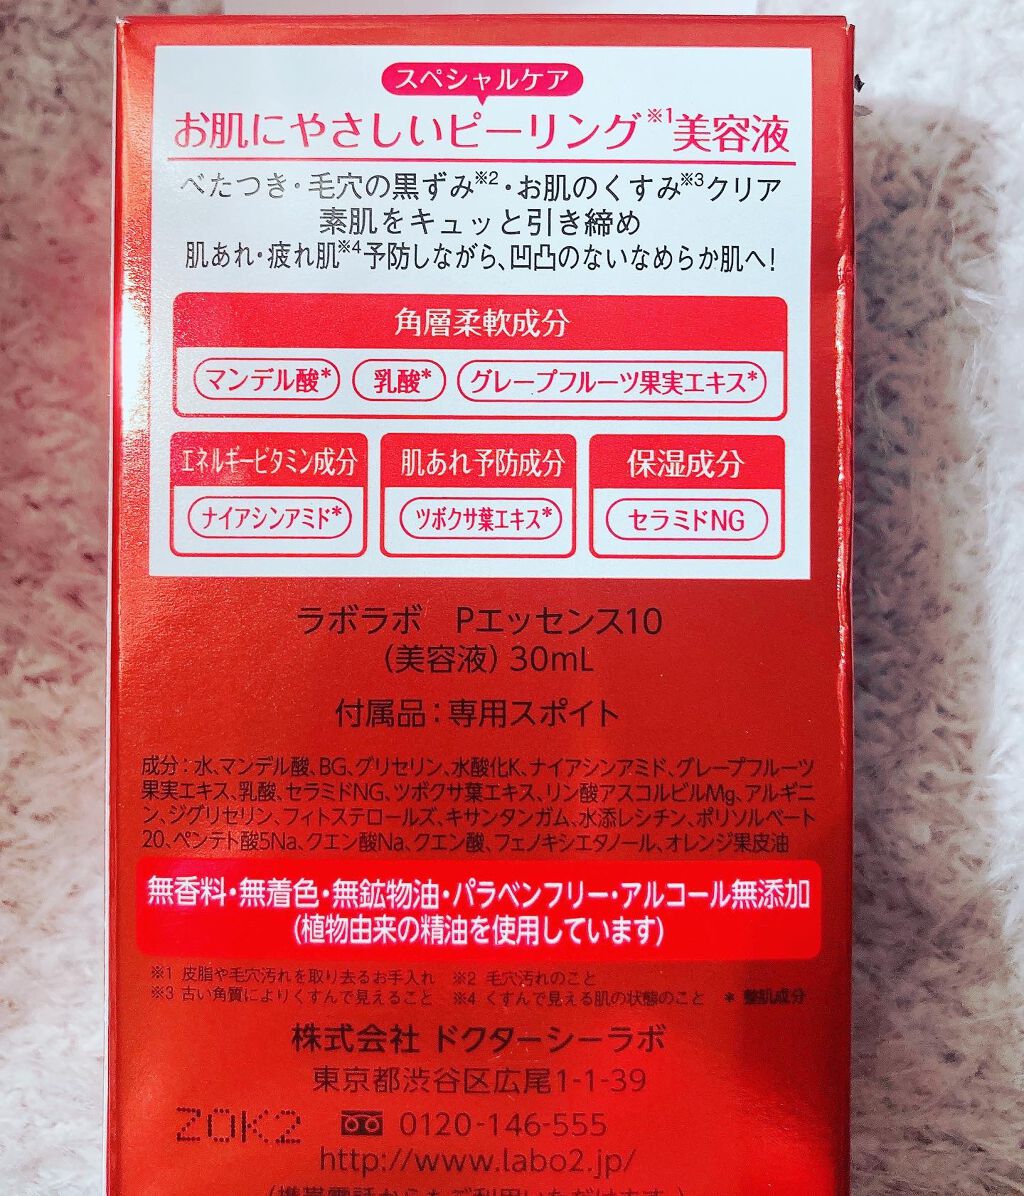 スペシャルケア
お肌にやさしいピーリング※1美容液
べたつき・毛穴の黒ずみ※2・お肌のくすみ※3クリア
素肌をキュッと引き締め
肌あれ・疲れ肌※4予防しながら、凹凸のないなめらか肌へ!
角層柔軟成分
マンデル酸* 乳酸* グレープフルーツ果実エキス*
エネルギービタミン成分 肌あれ予防成分 保湿成分
ナイアシンアミド* ツボクサ葉エキス* セラミドNG
ラボラボ Pエッセンス10
(美容液) 30mL
付属品:専用スポイト
成分:水、マンデル酸、BG、グリセリン、水酸化K、ナイアシンアミド、グレープフルーツ
果実エキス、乳酸、セラミドNG、ツボクサ葉エキス、リン酸アスコルビルMg、アルギニ
ン、ジグリセリン、フィトステロールズ、キサンタンガム、水添レシチン、ポリソルベート
20、ペンテト酸5Na、クエン酸Na、クエン酸、フェノキシエタノール、オレンジ果皮油
無香料・無着色・無鉱物油・パラベンフリー・アルコール無添加
(植物由来の精油を使用しています)
※1 皮脂や毛穴汚れを取り去るお手入れ ※2 毛穴汚れのこと
※3 古い角質によりくすんで見えること ※4 くすんで見える肌の状態のこと * 整肌成分
株式会社 ドクターシーラボ
東京都渋谷区広尾1-1-39
ZOK2 0120-146-555
http://www.labo2.jp/
(携帯電話からもご利用いただけます。)